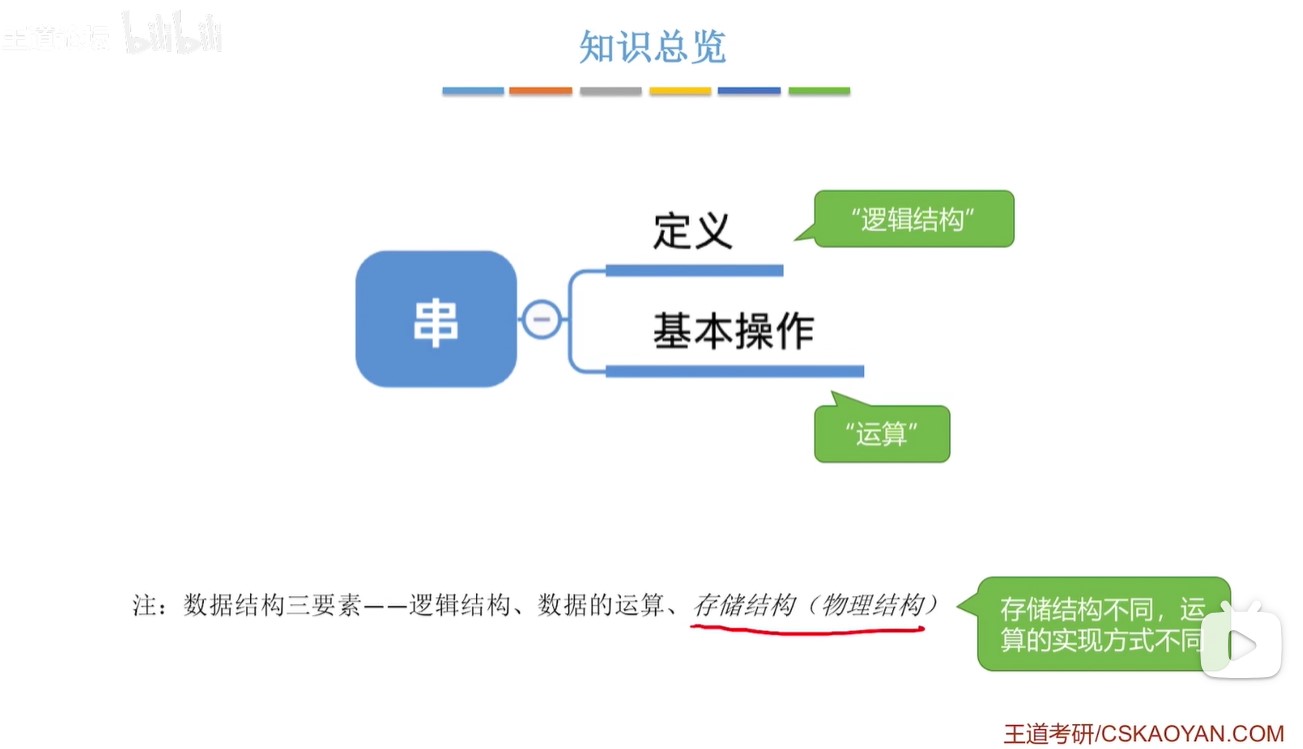 王道论坛 bilibili
知识总览
定义
“逻辑结构”
串
基本操作
“运算”
注：数据结构三要素——逻辑结构、数据的运算、存储结构（物理结构）
存储结构不同，运
算的实现方式不同
王道考研/CSKAOYAN.COM